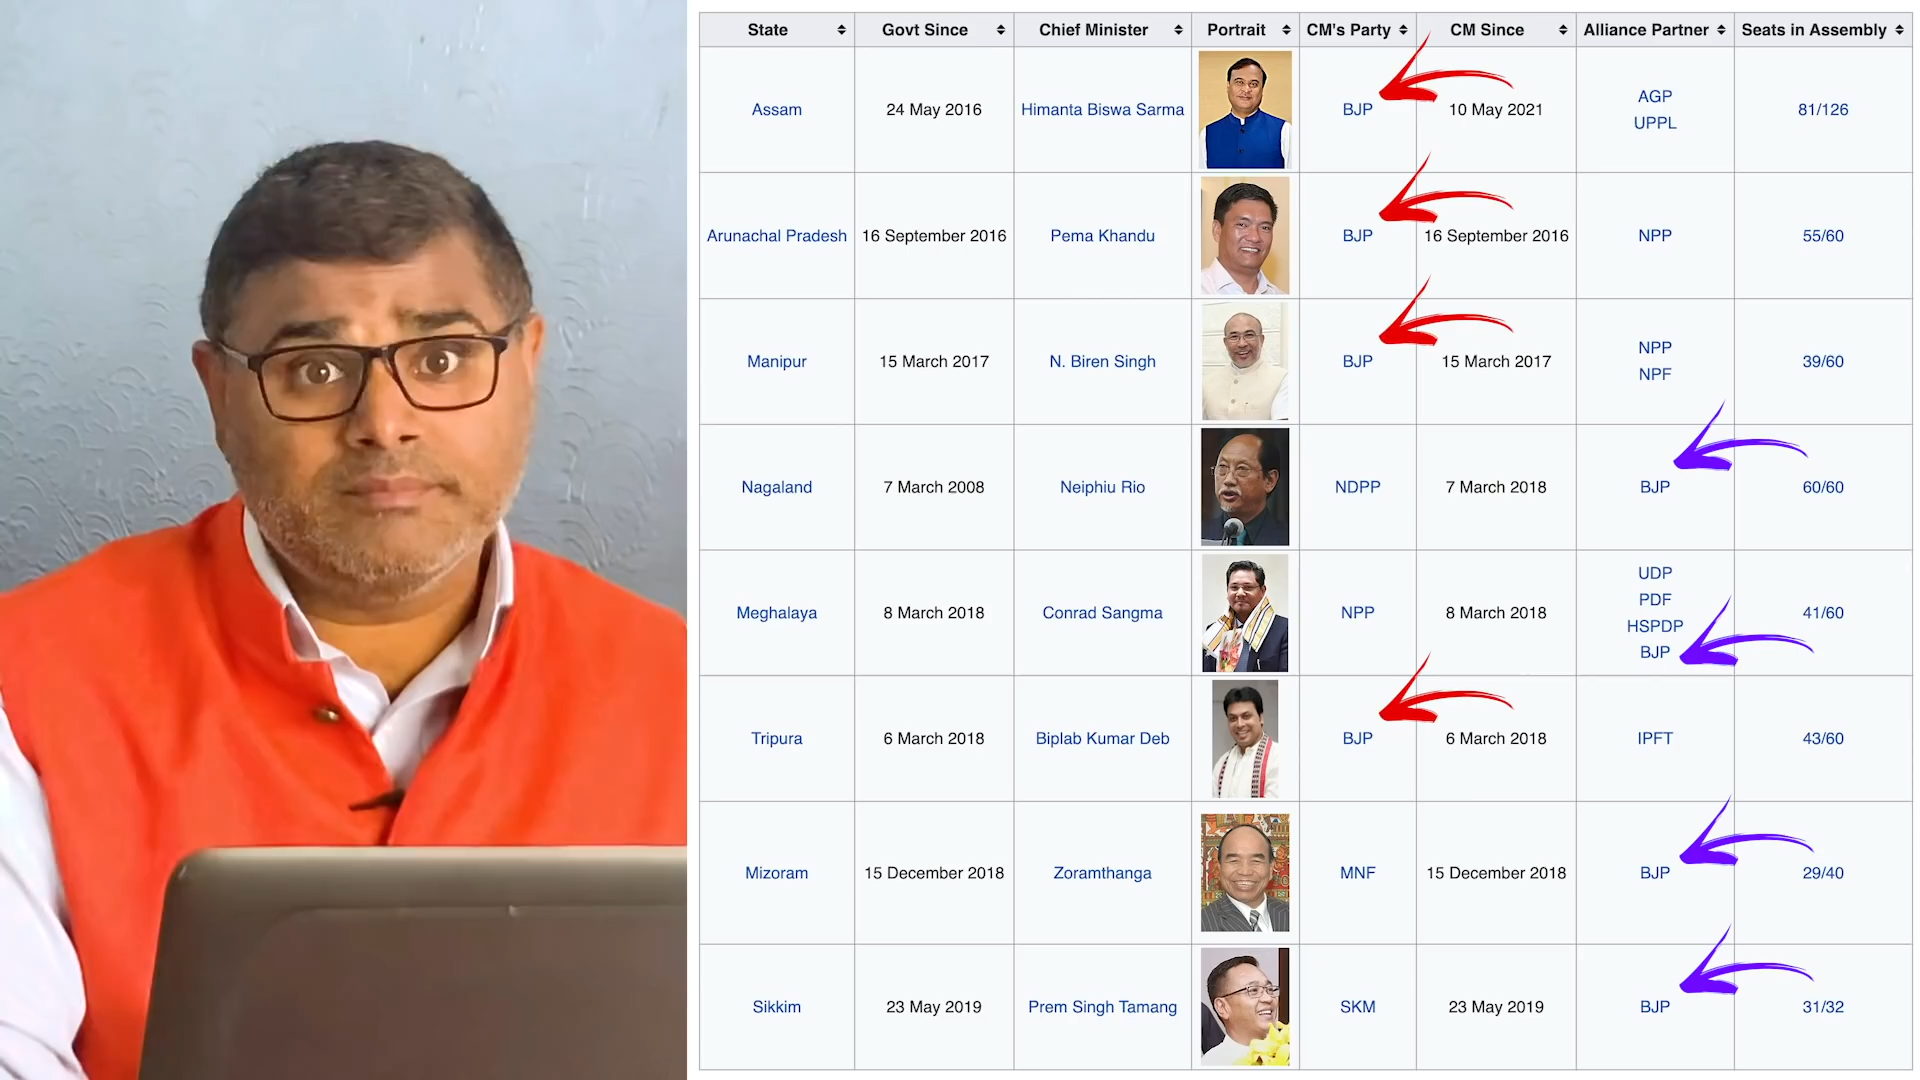 State Govt Since Chief Minister Portrait CM's Party CM Since Alliance Partner Seats in Assembly
Assam 24 May 2016 Himanta Biswa Sarma BJP 10 May 2021 AGP UPPL 81/126
Arunachal Pradesh 16 September 2016 Pema Khandu BJP 16 September 2016 NPP 55/60
Manipur 15 March 2017 N. Biren Singh BJP 15 March 2017 NPP NPF 39/60
Nagaland 7 March 2008 Neiphiu Rio NDPP 7 March 2018 BJP 60/60
Meghalaya 8 March 2018 Conrad Sangma NPP 8 March 2018 UDP PDF HSPDP BJP 41/60
Tripura 6 March 2018 Biplab Kumar Deb BJP 6 March 2018 IPFT 43/60
Mizoram 15 December 2018 Zoramthanga MNF 15 December 2018 BJP 29/40
Sikkim 23 May 2019 Prem Singh Tamang SKM 23 May 2019 BJP 31/32